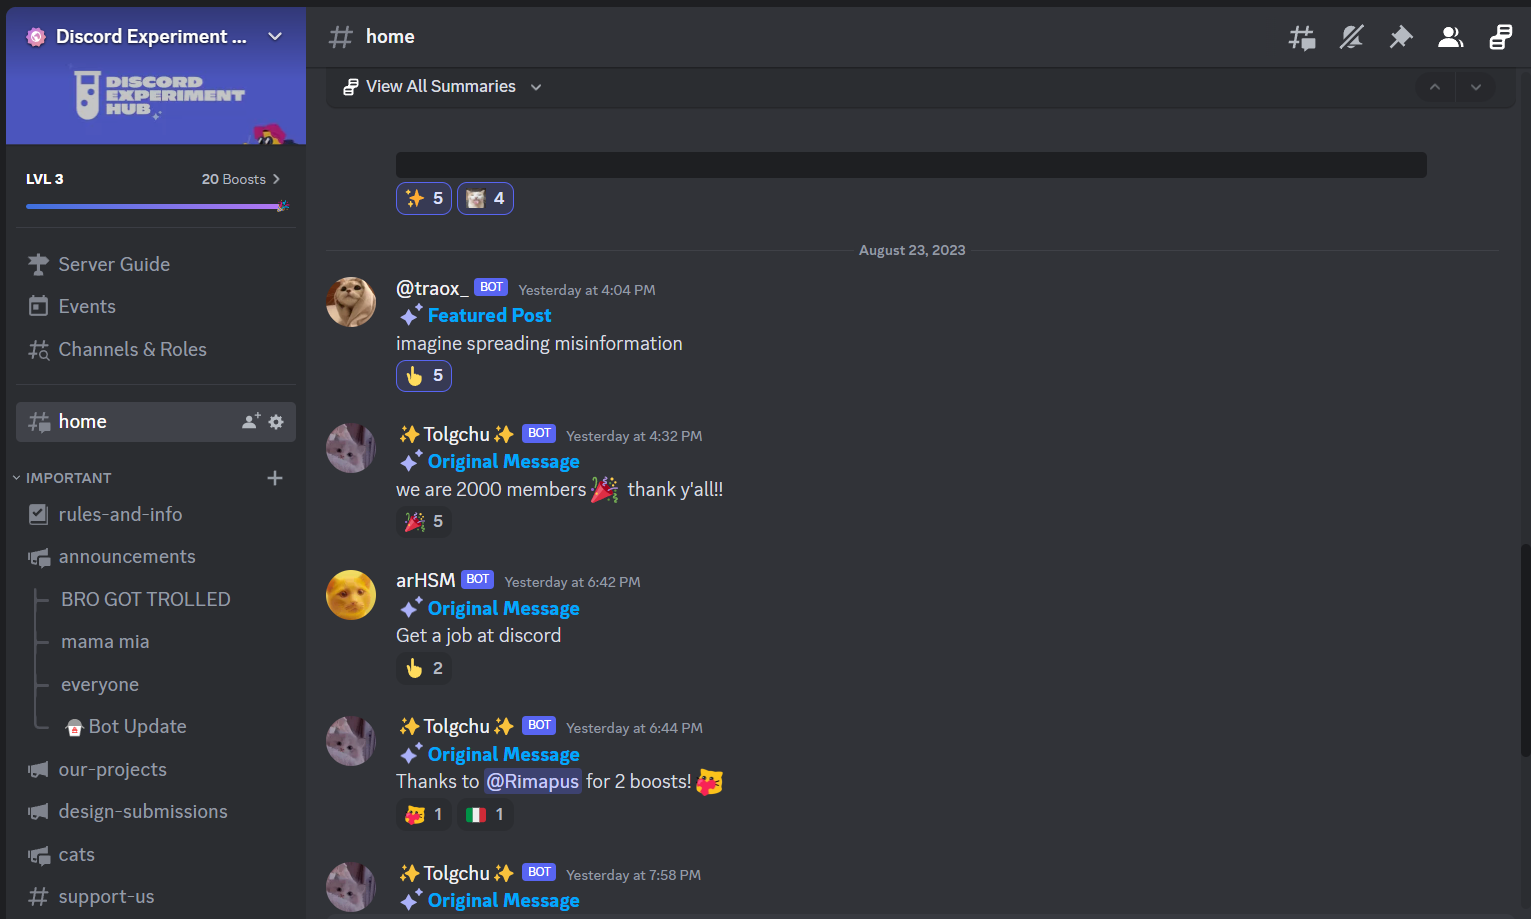 Discord Experiment ...
DISCORD
EXPERIMENT
HUB
LVL 3
20 Boosts
Server Guide
Events
Channels & Roles
home
IMPORTANT
rules-and-info
announcements
BRO GOT TROLLED
mama mia
everyone
Bot Update
our-projects
design-submissions
cats
support-us
home
View All Summaries
5
4
August 23, 2023
@traox_ BOT Yesterday at 4:04 PM
Featured Post
imagine spreading misinformation
5
✨Tolgchu✨ BOT Yesterday at 4:32 PM
Original Message
we are 2000 members🎉 thank y'all!!
5
arHSM BOT Yesterday at 6:42 PM
Original Message
Get a job at discord
2
✨Tolgchu✨ BOT Yesterday at 6:44 PM
Original Message
Thanks to @Rimapus for 2 boosts!
1 1
✨Tolgchu✨ BOT Yesterday at 7:58 PM
Original Message